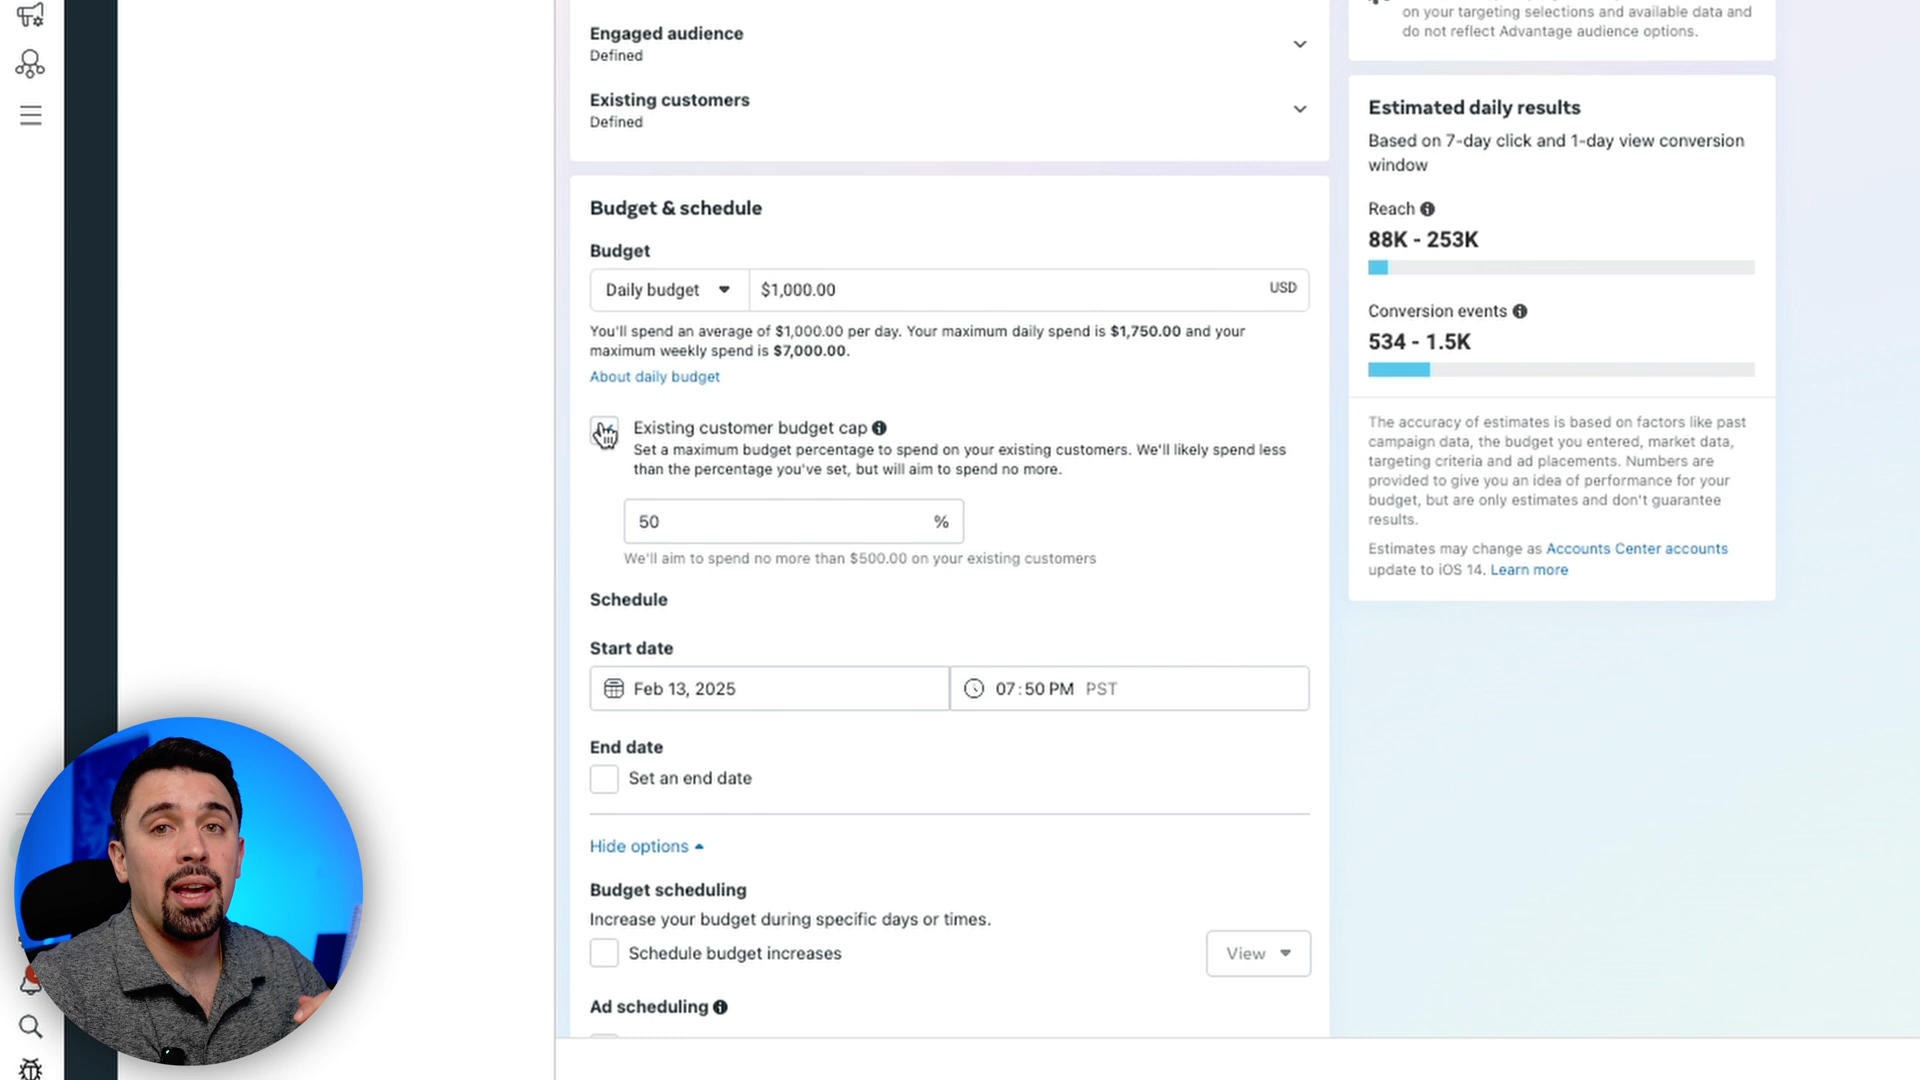 Engaged audience
Defined
Existing customers
Defined
Budget & schedule
Budget
Daily budget
$1,000.00
USD
You'll spend an average of $1,000.00 per day. Your maximum daily spend is $1,750.00 and your
maximum weekly spend is $7,000.00.
About daily budget
Existing customer budget cap
Set a maximum budget percentage to spend on your existing customers. We'll likely spend less
than the percentage you've set, but will aim to spend no more.
50 %
We'll aim to spend no more than $500.00 on your existing customers
Schedule
Start date
Feb 13, 2025
07:50 PM PST
End date
Set an end date
Hide options
Budget scheduling
Increase your budget during specific days or times.
Schedule budget increases
View
Ad scheduling
on your targeting selections and available data and
do not reflect Advantage audience options.
Estimated daily results
Based on 7-day click and 1-day view conversion
window
Reach
88K - 253K
Conversion events
534 - 1.5K
The accuracy of estimates is based on factors like past
campaign data, the budget you entered, market data,
targeting criteria and ad placements. Numbers are
provided to give you an idea of performance for your
budget, but are only estimates and don't guarantee
results.
Estimates may change as Accounts Center accounts
update to iOS 14. Learn more